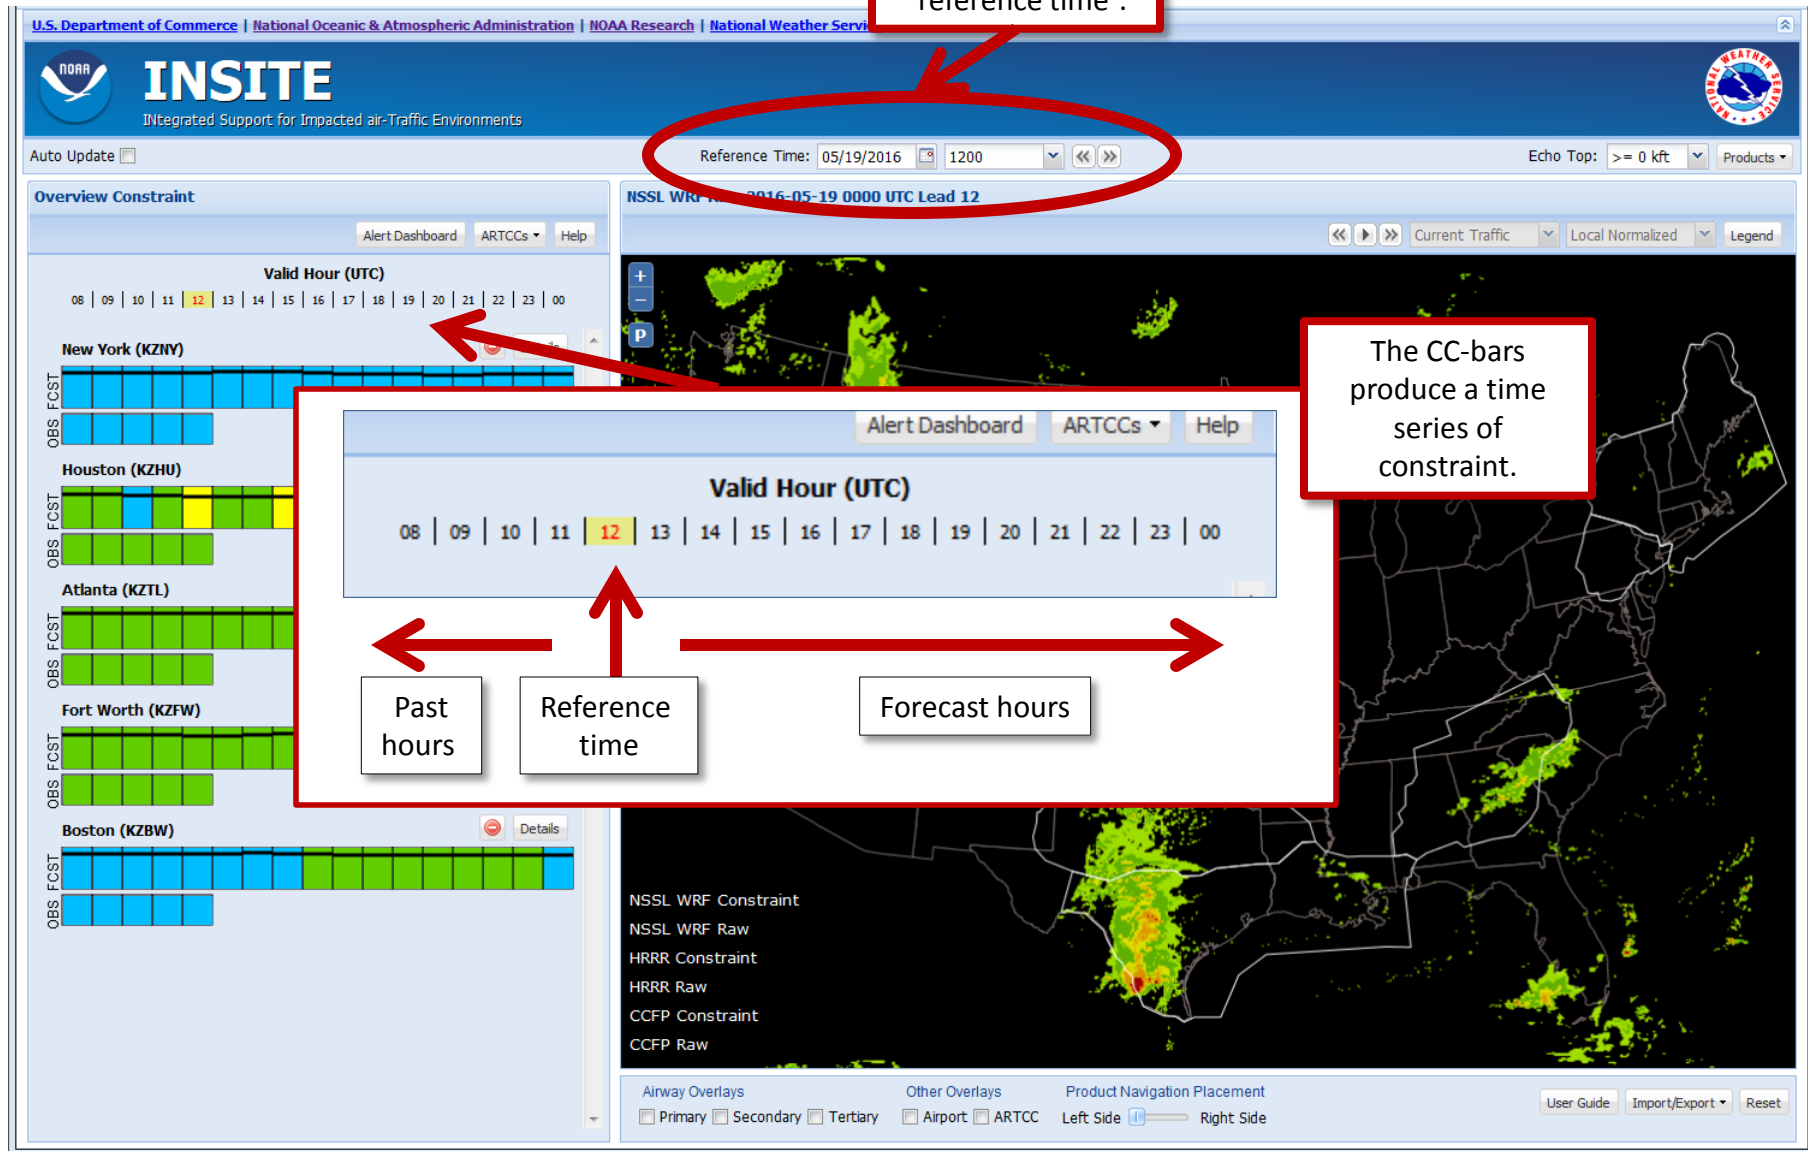 reference time".
U.S. Department of Commerce | National Oceanic & Atmospheric Administration | NOAA Research | National Weather Servi
NOAA
INSITE
INtegrated Support for Impacted air-Traffic Environments
NATIONAL WEATHER SERVICE
Auto Update
Reference Time: 05/19/2016 1200
Echo Top: >= 0 kft Products
Overview Constraint
NSSL WRF 2016-05-19 0000 UTC Lead 12
Alert Dashboard ARTCCs Help
Current Traffic Local Normalized Legend
Valid Hour (UTC)
08 | 09 | 10 | 11 | 12 | 13 | 14 | 15 | 16 | 17 | 18 | 19 | 20 | 21 | 22 | 23 | 00
+
−
P
New York (KZNY)
FCST
OBS
Houston (KZHU)
FCST
OBS
Atlanta (KZTL)
FCST
OBS
Fort Worth (KZFW)
FCST
OBS
Boston (KZBW) Details
FCST
OBS
The CC-bars
produce a time
series of
constraint.
Alert Dashboard ARTCCs Help
Valid Hour (UTC)
08 | 09 | 10 | 11 | 12 | 13 | 14 | 15 | 16 | 17 | 18 | 19 | 20 | 21 | 22 | 23 | 00
Past
hours
Reference
time
Forecast hours
NSSL WRF Constraint
NSSL WRF Raw
HRRR Constraint
HRRR Raw
CCFP Constraint
CCFP Raw
Airway Overlays
Primary Secondary Tertiary
Other Overlays
Airport ARTCC
Product Navigation Placement
Left Side Right Side
User Guide Import/Export Reset